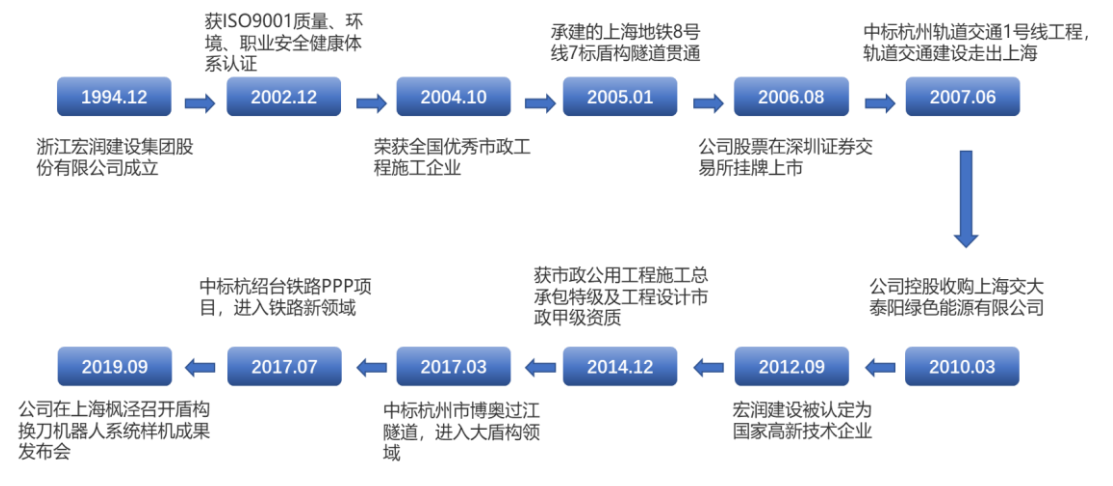 获ISO9001质量、环
境、职业安全健康体
系认证
承建的上海地铁8号
线7标盾构隧道贯通
中标杭州轨道交通1号线工程，
轨道交通建设走出上海
1994.12
2002.12
2004.10
2005.01
2006.08
2007.06
浙江宏润建设集团股
份有限公司成立
荣获全国优秀市政工
程施工企业
公司股票在深圳证券交
易所挂牌上市
中标杭绍台铁路PPP项
目，进入铁路新领域
获市政公用工程施工总
承包特级及工程设计市
政甲级资质
公司控股收购上海交大
泰阳绿色能源有限公司
2019.09
2017.07
2017.03
2014.12
2012.09
2010.03
公司在上海枫泾召开盾构
换刀机器人系统样机成果
发布会
中标杭州市博奥过江
隧道，进入大盾构领
域
宏润建设被认定为
国家高新技术企业